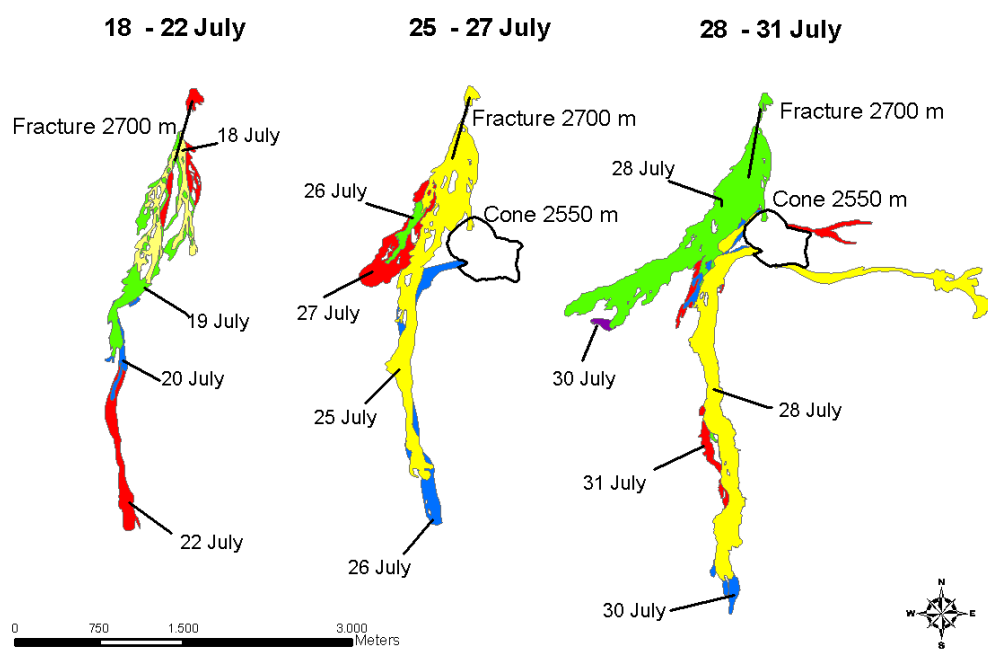 18 - 22 July
25 - 27 July
28 - 31 July
Fracture 2700 m
18 July
19 July
20 July
22 July
Fracture 2700 m
26 July
Cone 2550 m
27 July
25 July
26 July
Fracture 2700 m
28 July
Cone 2550 m
30 July
28 July
31 July
30 July
0 750 1.500 3.000
Meters
N
W E
S